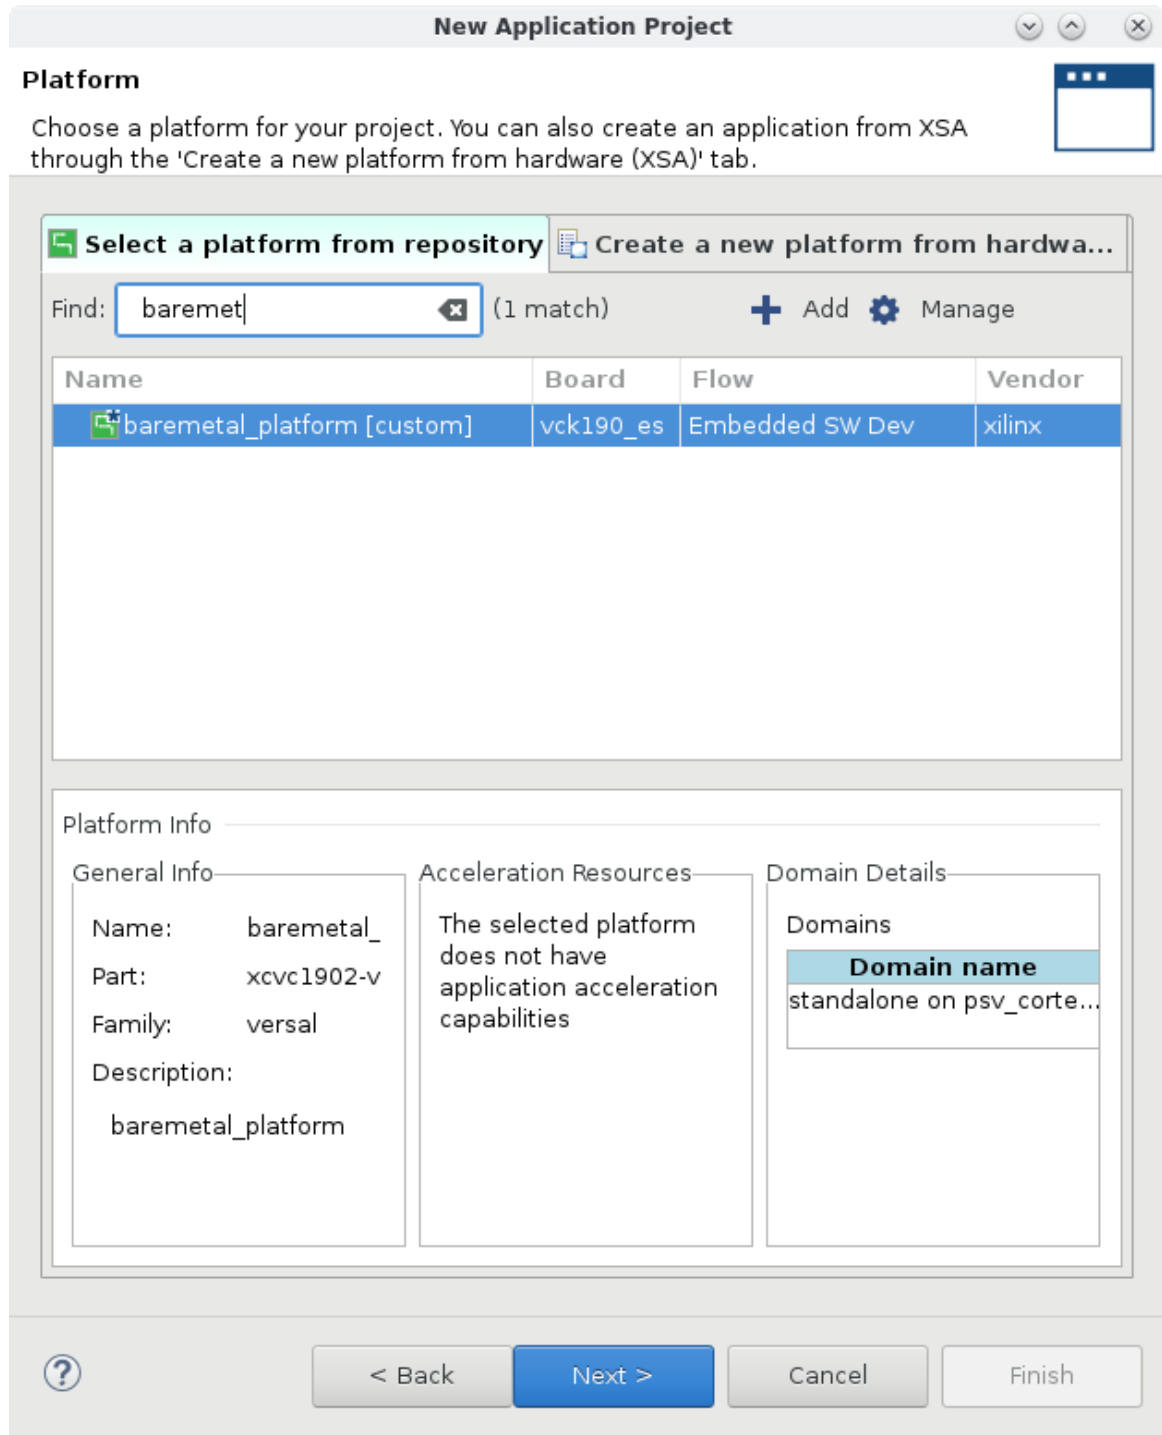 New Application Project
Platform
Choose a platform for your project. You can also create an application from XSA
through the 'Create a new platform from hardware (XSA)' tab.
Select a platform from repository
Create a new platform from hardwa...
Find: baremet (1 match) Add Manage
Name Board Flow Vendor
baremetal_platform [custom] vck190_es Embedded SW Dev xilinx
Platform Info
General Info
Name: baremetal_
Part: xcvc1902-v
Family: versal
Description:
baremetal_platform
Acceleration Resources
The selected platform
does not have
application acceleration
capabilities
Domain Details
Domains
Domain name
standalone on psv_corte...
?
< Back Next > Cancel Finish